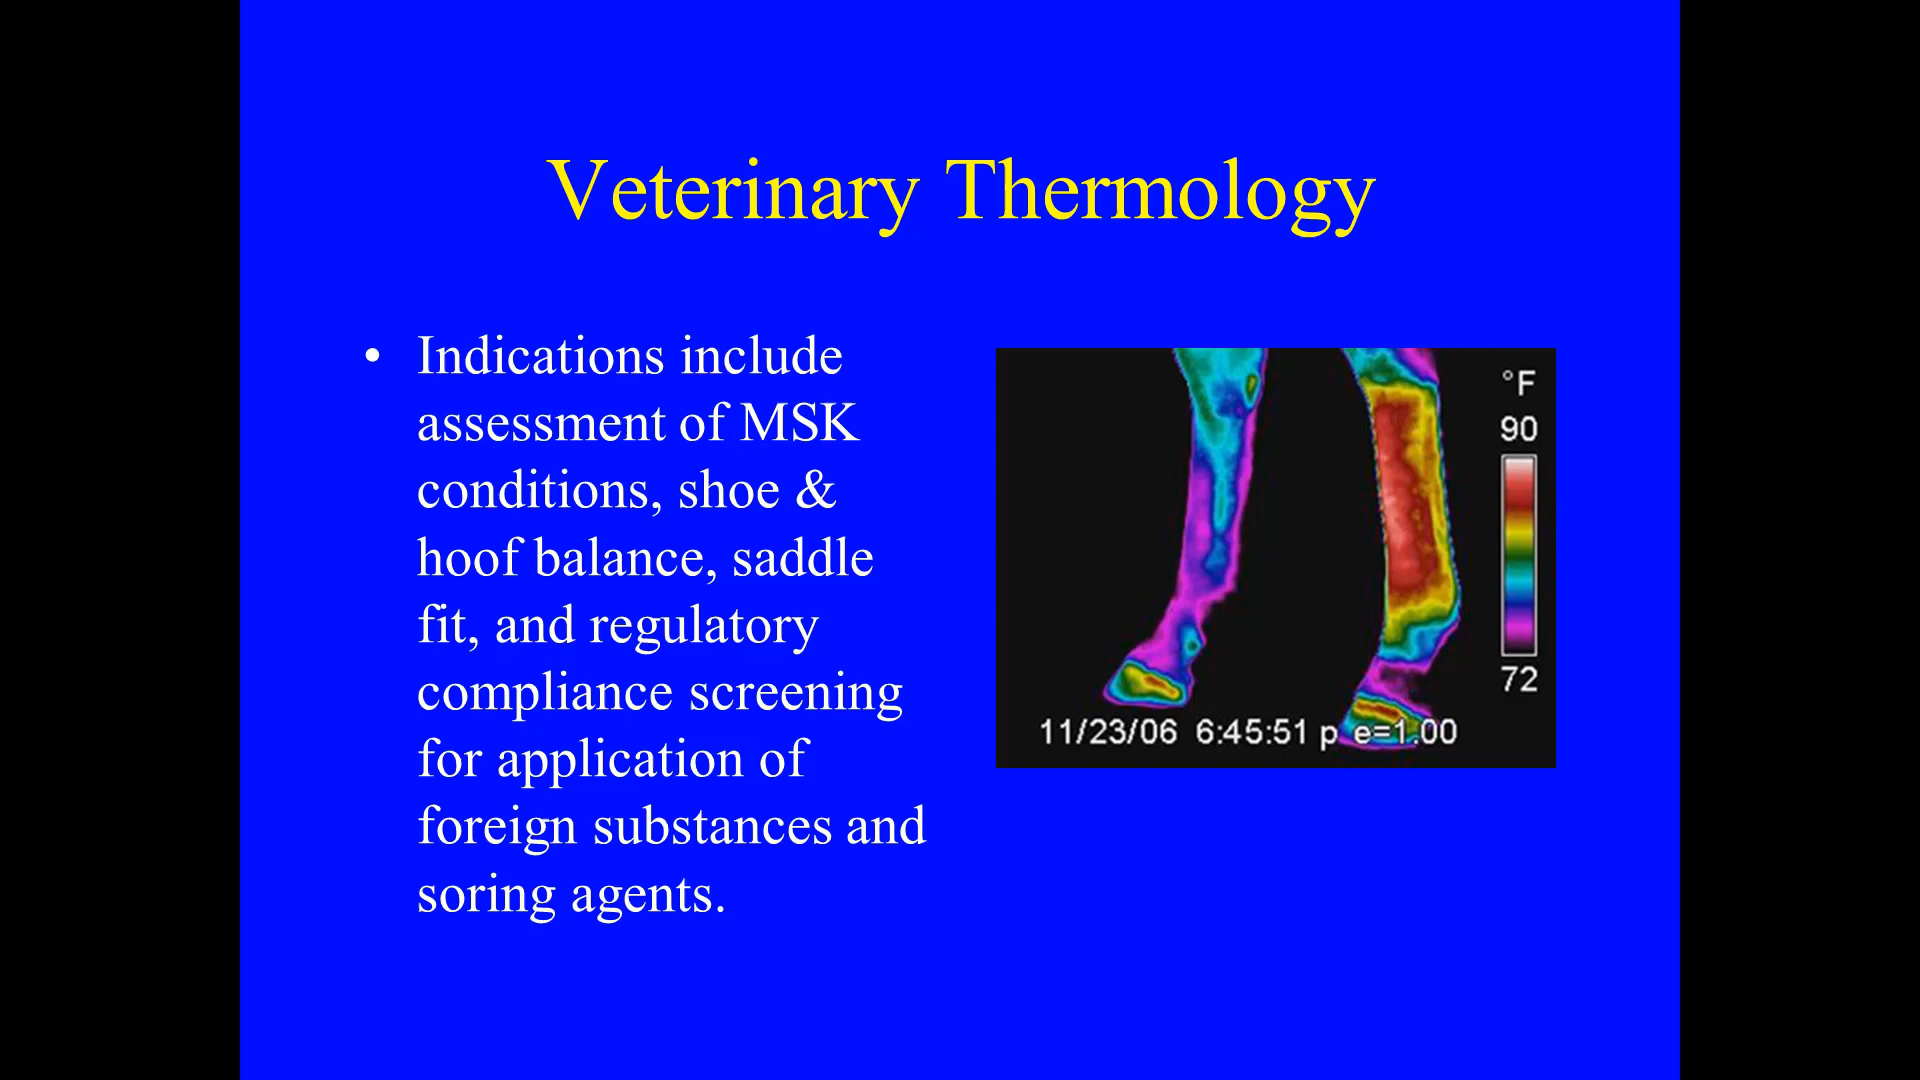 Veterinary Thermology
• Indications include
assessment of MSK
conditions, shoe &
hoof balance, saddle
fit, and regulatory
compliance screening
for application of
foreign substances and
soring agents.
°F
90
72
11/23/06 6:45:51 p e=1.00